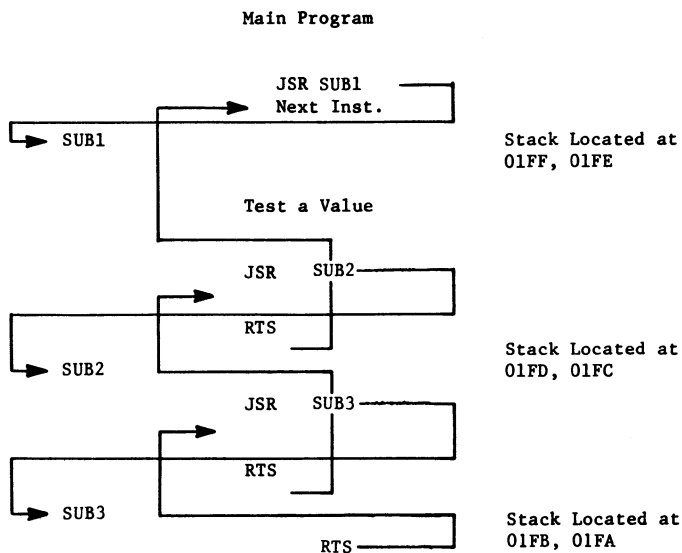 Main Program
JSR SUB1
Next Inst.
SUB1
Stack Located at
01FF, 01FE
Test a Value
JSR SUB2
RTS
SUB2
Stack Located at
01FD, 01FC
JSR SUB3
RTS
SUB3
Stack Located at
01FB, 01FA
RTS